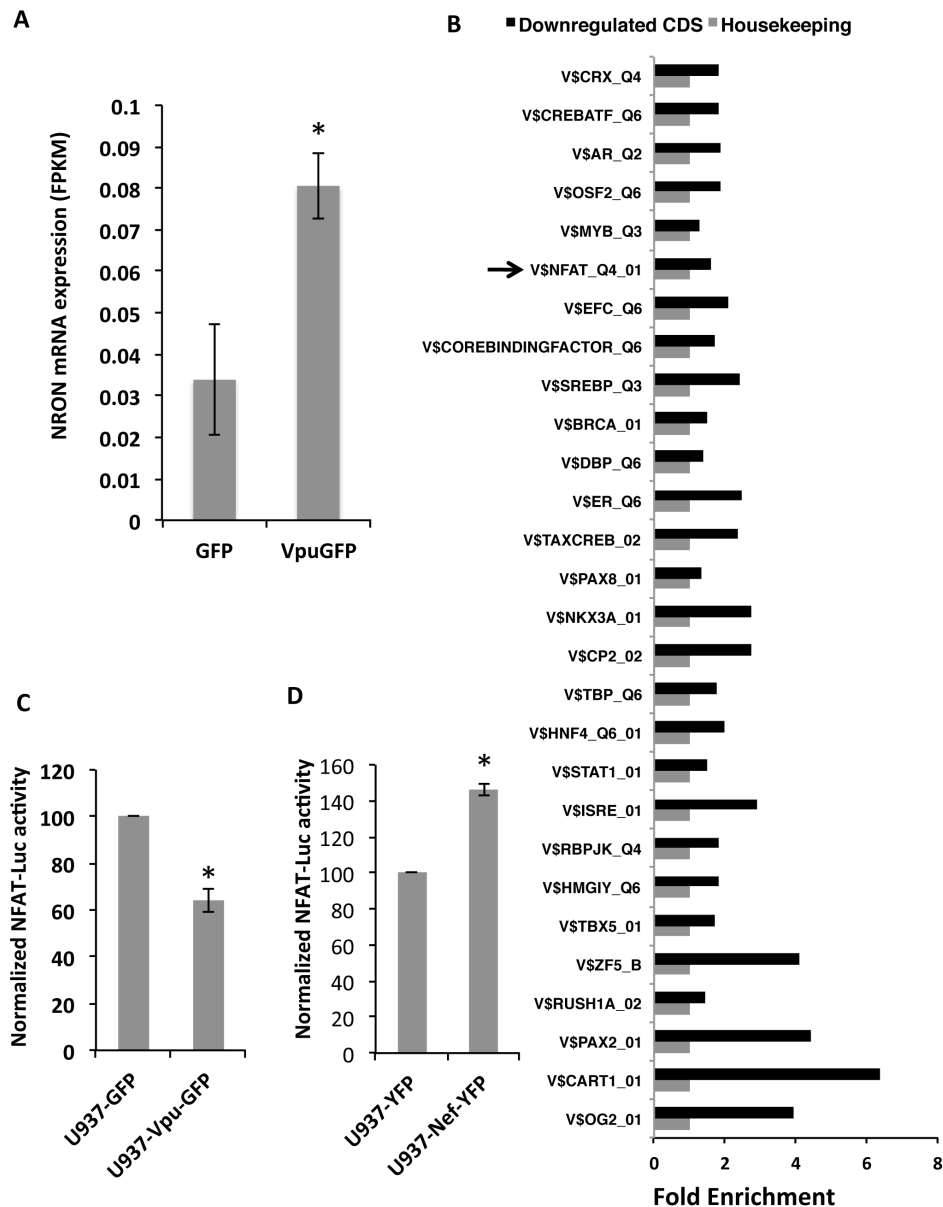 A
NRON mRNA expression (FPKM)
0.1
0.09
0.08
0.07
0.06
0.05
0.04
0.03
0.02
0.01
0
*
GFP
VpuGFP
B
Downregulated CDS
Housekeeping
V$CRX_Q4
V$CREBATF_Q6
V$AR_Q2
V$OSF2_Q6
V$MYB_Q3
V$NFAT_Q4_01
V$EFC_Q6
V$COREBINDINGFACTOR_Q6
V$SREBP_Q3
V$BRCA_01
V$DBP_Q6
V$ER_Q6
V$TAXCREB_02
V$PAX8_01
V$NKX3A_01
V$CP2_02
V$TBP_Q6
V$HNF4_Q6_01
V$STAT1_01
V$ISRE_01
V$RBPJK_Q4
V$HMGIY_Q6
V$TBX5_01
V$ZF5_B
V$RUSH1A_02
V$PAX2_01
V$CART1_01
V$OG2_01
0
2
4
6
8
Fold Enrichment
C
Normalized NFAT-Luc activity
120
100
80
60
40
20
0
*
U937-GFP
U937-Vpu-GFP
D
Normalized NFAT-Luc activity
160
140
120
100
80
60
40
20
0
*
U937-YFP
U937-Nef-YFP